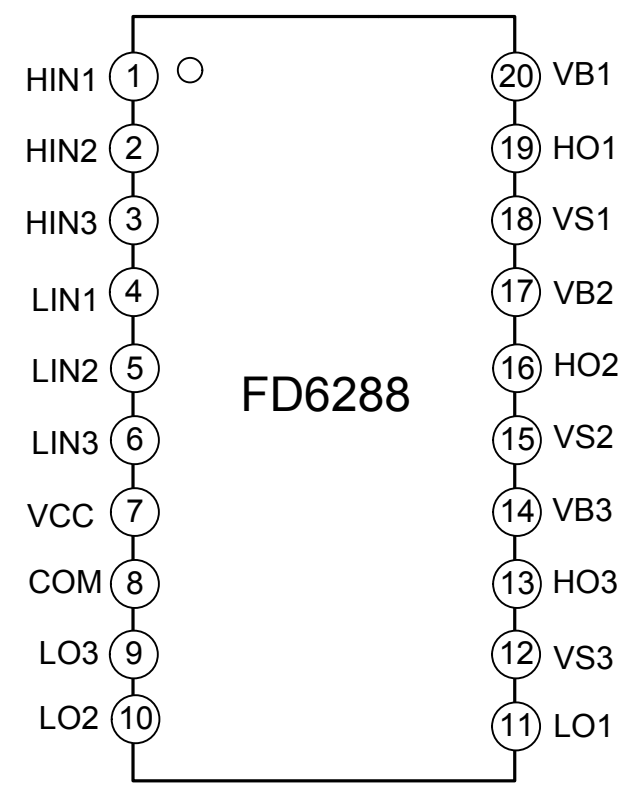 HIN1 1 20 VB1
HIN2 2 19 HO1
HIN3 3 18 VS1
LIN1 4 17 VB2
LIN2 5 16 HO2
FD6288
LIN3 6 15 VS2
VCC 7 14 VB3
COM 8 13 HO3
LO3 9 12 VS3
LO2 10 11 LO1